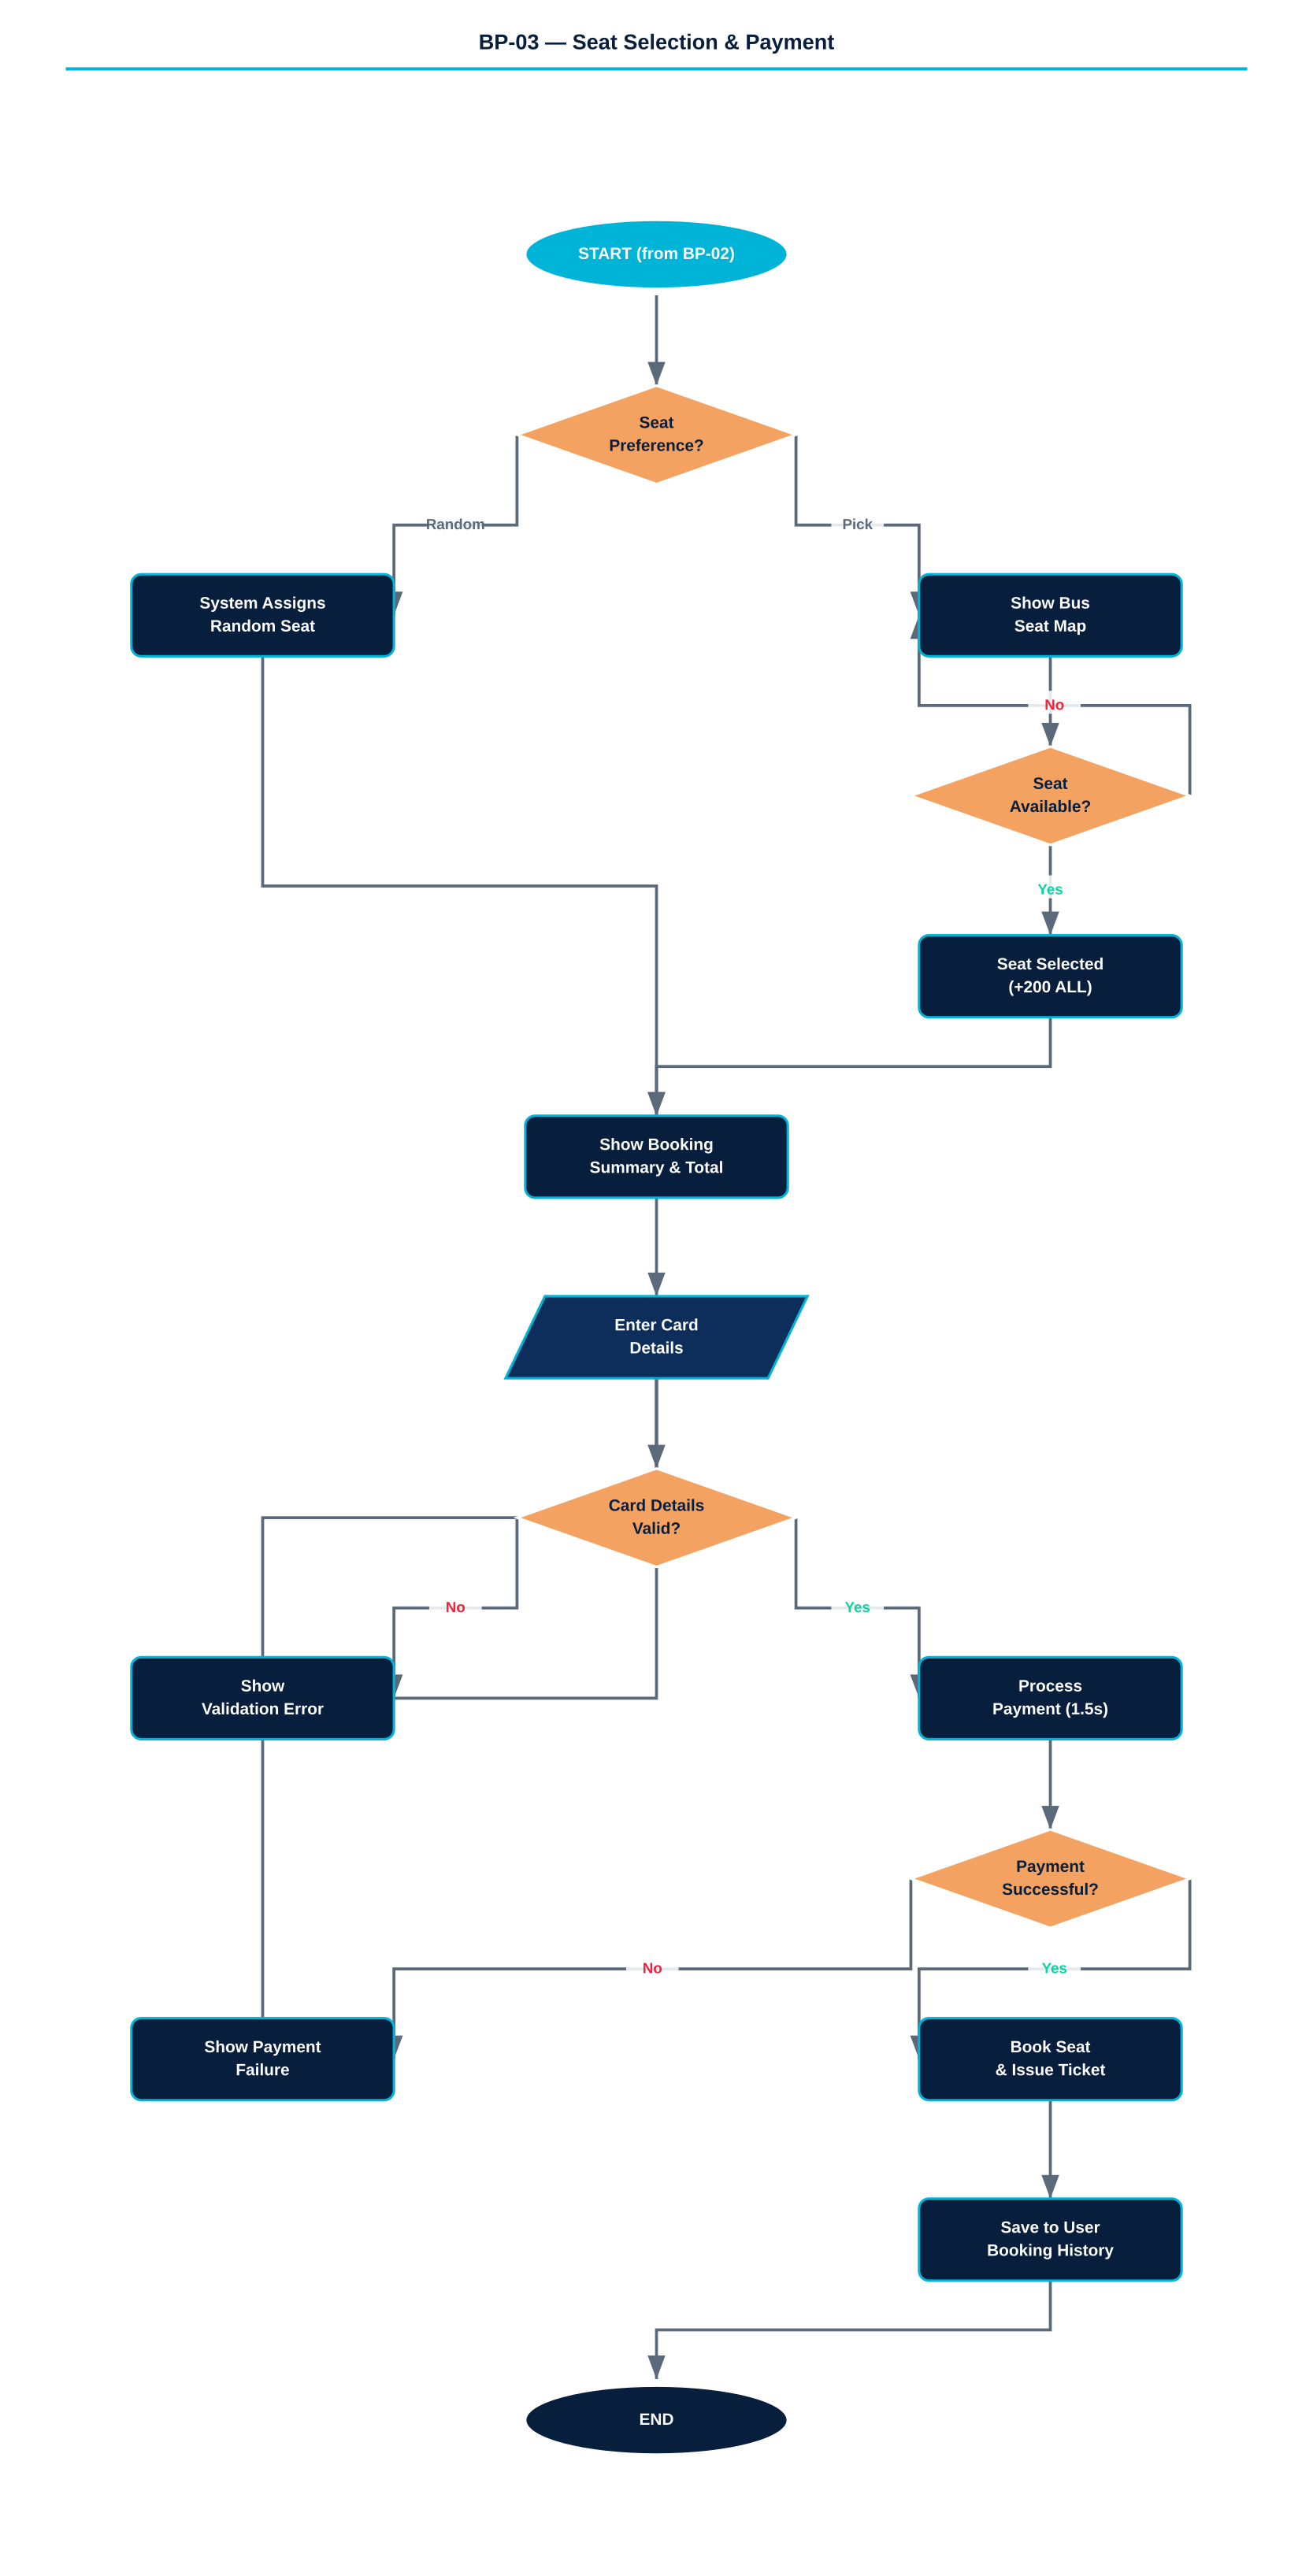 BP-03 — Seat Selection & Payment
START (from BP-02)
Seat
Preference?
Random
Pick
System Assigns
Random Seat
Show Bus
Seat Map
No
Seat
Available?
Yes
Seat Selected
(+200 ALL)
Show Booking
Summary & Total
Enter Card
Details
Card Details
Valid?
No
Yes
Show
Validation Error
Process
Payment (1.5s)
Payment
Successful?
No
Yes
Show Payment
Failure
Book Seat
& Issue Ticket
Save to User
Booking History
END